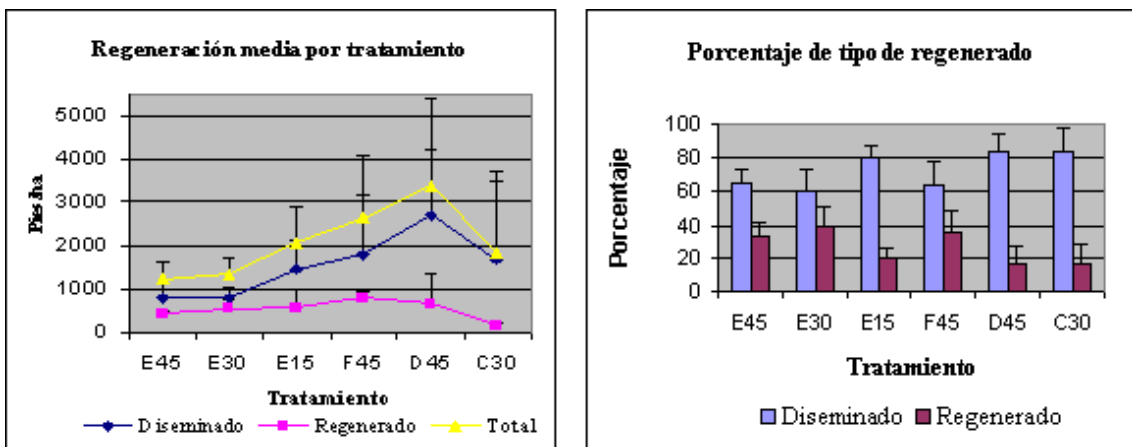 Regeneración media por tratamiento
Pies/ha
5000
4000
3000
2000
1000
0
E45 E30 E15 F45 D45 C30
Tratamiento
Diseminado Regenerado Total
Porcentaje de tipo de regenerado
Porcentaje
100
80
60
40
20
0
E45 E30 E15 F45 D45 C30
Tratamiento
Diseminado Regenerado